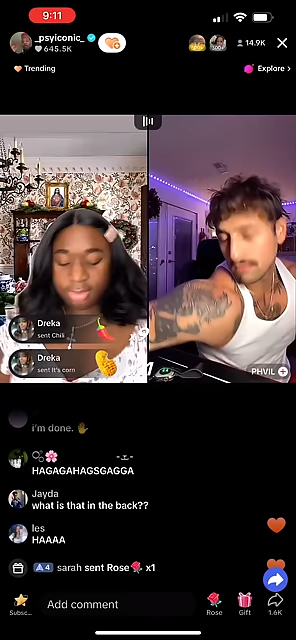 9:11
_psyiconic_
645.5K
14.9K
Trending
Explore
Dreka
sent Chili
Dreka
sent It's corn
PHVIL
i'm done. ✋
HAGAGAHAGSGAGGA
Jayda
what is that in the back??
les
HAAAA
4 sarah sent Rose🌹 x1
Subsc...
Add comment
Rose
Gift
1.6K